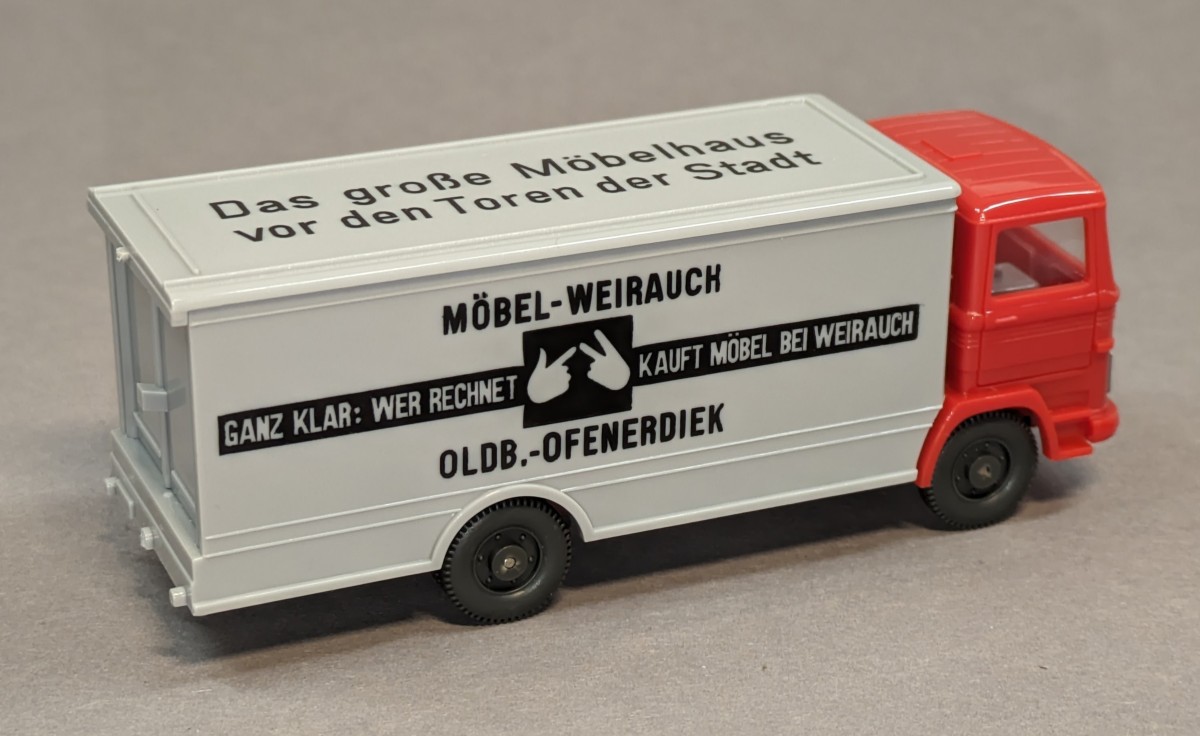 Das große Möbelhaus
vor den Toren der Stadt
MÖBEL-WEIRAUCH
GANZ KLAR: WER RECHNET KAUFT MÖBEL BEI WEIRAUCH
OLDB.-OFENERDIEK